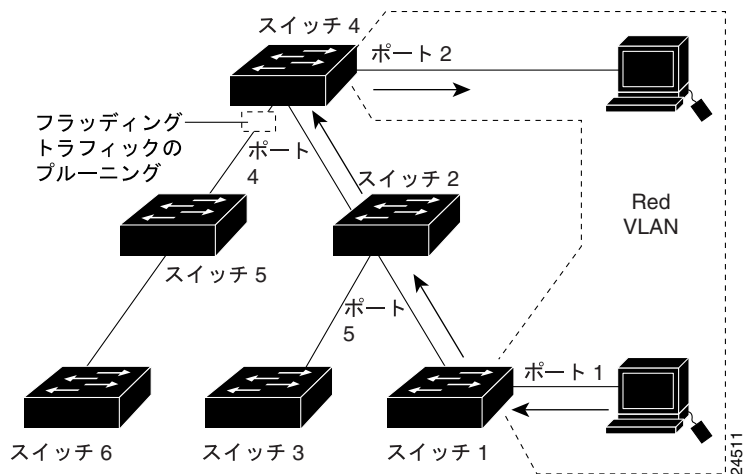 スイッチ 4
ポート 2
フラッディング
トラフィックの
プルーニング
ポート
4
スイッチ 2
Red
VLAN
スイッチ 5
ポート
5
ポート 1
スイッチ 6
スイッチ 3
スイッチ 1
24511